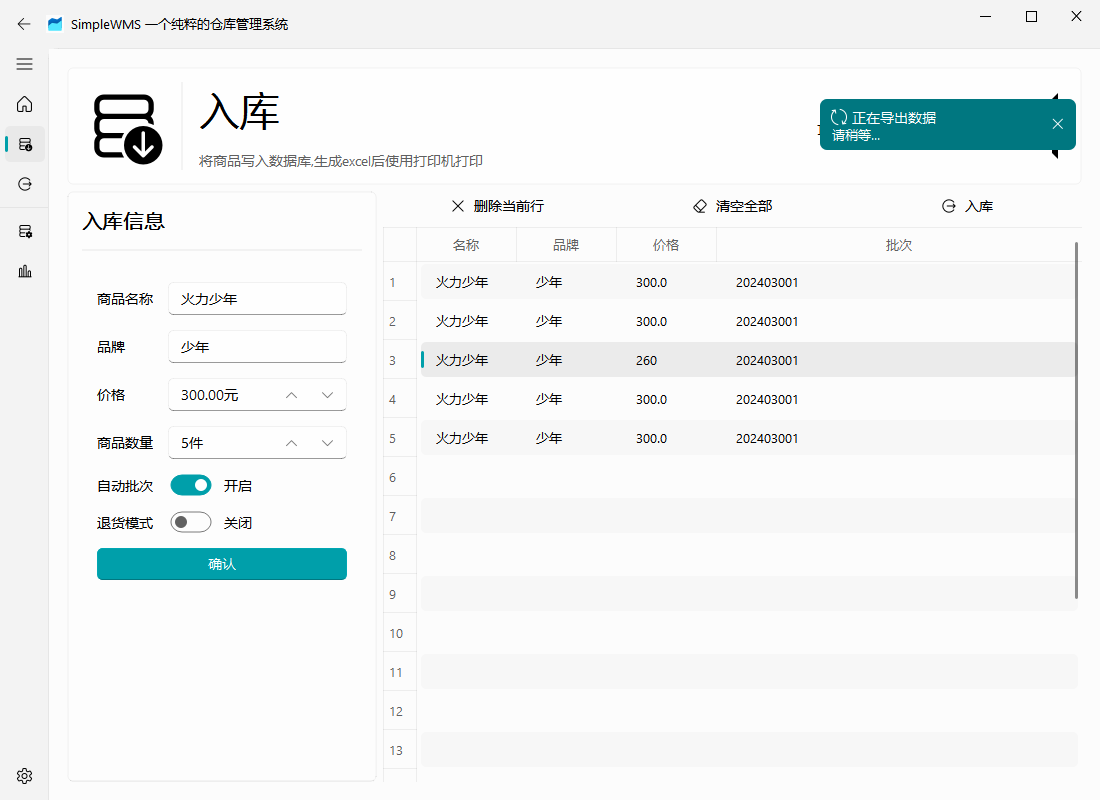 SimpleWMS 一个纯粹的仓库管理系统
入库
将商品写入数据库,生成excel后使用打印机打印
正在导出数据
请稍等...
入库信息
商品名称 火力少年
品牌 少年
价格 300.00元
商品数量 5件
自动批次 开启
退货模式 关闭
确认
删除当前行 清空全部 入库
名称 品牌 价格 批次
1 火力少年 少年 300.0 202403001
2 火力少年 少年 300.0 202403001
3 火力少年 少年 260 202403001
4 火力少年 少年 300.0 202403001
5 火力少年 少年 300.0 202403001
6
7
8
9
10
11
12
13